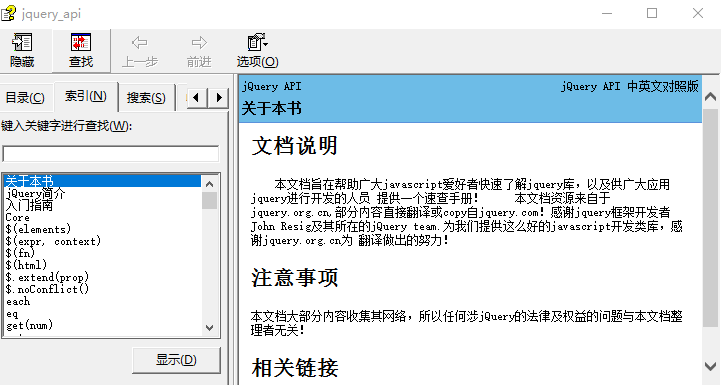 jquery_api
隐藏 查找 上一步 前进 选项(O)
目录(C) 索引(N) 搜索(S)
键入关键字进行查找(W):
关于本书
jQuery简介
入门指南
Core
$(elements)
$(expr, context)
$(fn)
$(html)
$.extend(prop)
$.noConflict()
each
eq
get(num)
显示(D)
jQuery API jQuery API 中英文对照版
关于本书
文档说明
本文档旨在帮助广大javascript爱好者快速了解jquery库，以及供广大应用
jquery进行开发的人员 提供一个速查手册！ 本文档资源来自于
jquery.org.cn,部分内容直接翻译或copy自jquery.com! 感谢jquery框架开发者
John Resig及其所在的jQuery team.为我们提供这么好的javascript开发类库，感
谢jquery.org.cn为 翻译做出的努力！
注意事项
本文档大部分内容收集其网络，所以任何涉jQuery的法律及权益的问题与本文档整
理者无关！
相关链接